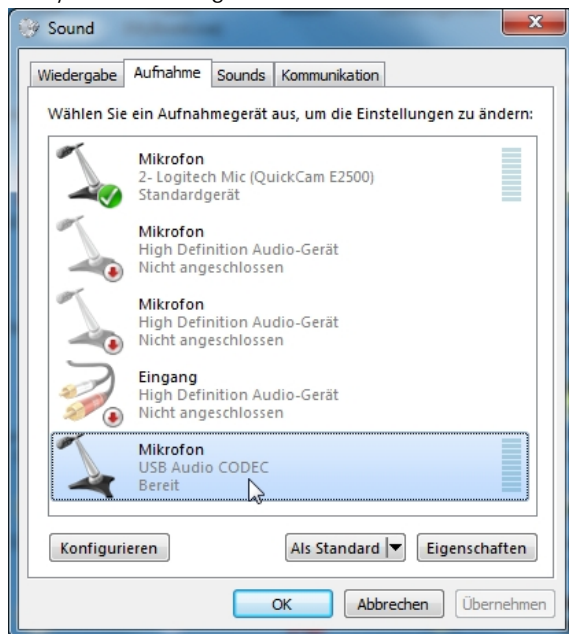 Sound
Wiedergabe Aufnahme Sounds Kommunikation
Wählen Sie ein Aufnahmegerät aus, um die Einstellungen zu ändern:
Mikrofon
2- Logitech Mic (QuickCam E2500)
Standardgerät
Mikrofon
High Definition Audio-Gerät
Nicht angeschlossen
Mikrofon
High Definition Audio-Gerät
Nicht angeschlossen
Eingang
High Definition Audio-Gerät
Nicht angeschlossen
Mikrofon
USB Audio CODEC
Bereit
Konfigurieren Als Standard Eigenschaften
OK Abbrechen Übernehmen